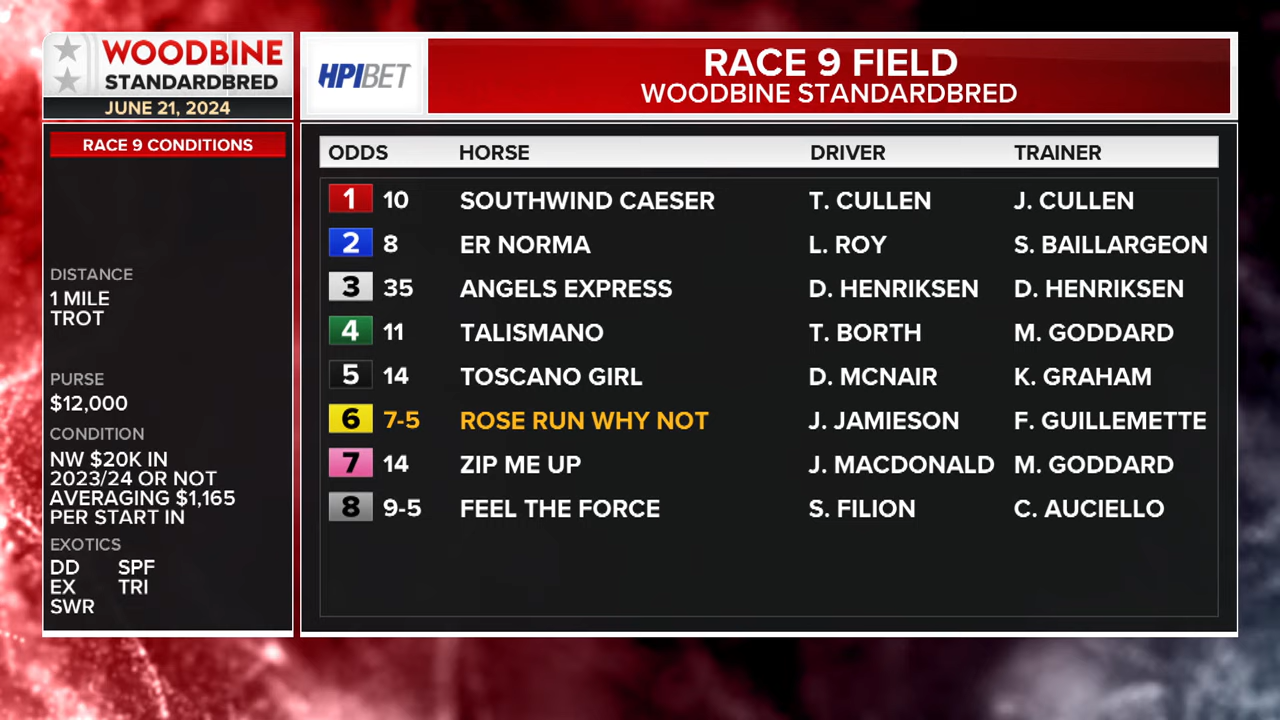 WOODBINE
STANDARDBRED
JUNE 21, 2024
HPIBET
RACE 9 FIELD
WOODBINE STANDARDBRED
RACE 9 CONDITIONS
DISTANCE
1 MILE
TROT
PURSE
$12,000
CONDITION
NW $20K IN
2023/24 OR NOT
AVERAGING $1,165
PER START IN
EXOTICS
DD SPF
EX TRI
SWR
ODDS HORSE DRIVER TRAINER
1 10 SOUTHWIND CAESER T. CULLEN J. CULLEN
2 8 ER NORMA L. ROY S. BAILLARGEON
3 35 ANGELS EXPRESS D. HENRIKSEN D. HENRIKSEN
4 11 TALISMANO T. BORTH M. GODDARD
5 14 TOSCANO GIRL D. MCNAIR K. GRAHAM
6 7-5 ROSE RUN WHY NOT J. JAMIESON F. GUILLEMETTE
7 14 ZIP ME UP J. MACDONALD M. GODDARD
8 9-5 FEEL THE FORCE S. FILION C. AUCIELLO